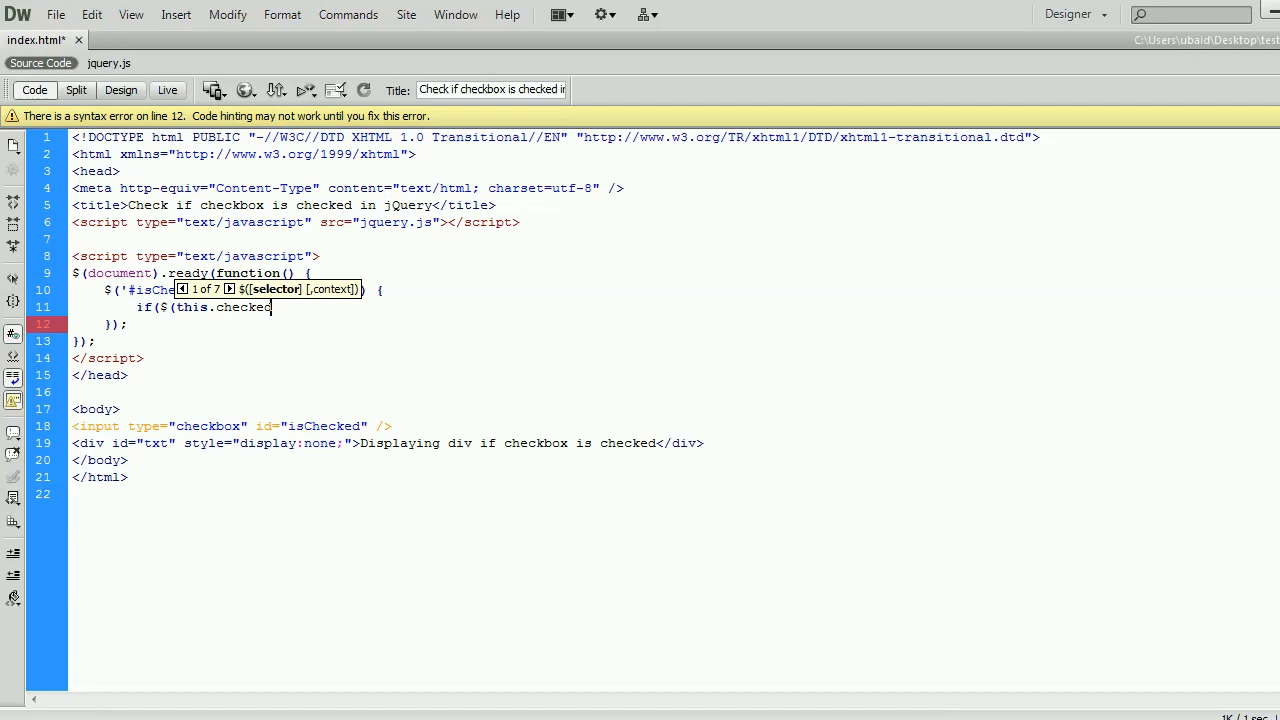 Dw File Edit View Insert Modify Format Commands Site Window Help Designer
index.html* C:\Users\ubaid\Desktop\test
Source Code jquery.js
Code Split Design Live Title: Check if checkbox is checked in
There is a syntax error on line 12. Code hinting may not work until you fix this error.
1 <!DOCTYPE html PUBLIC "-//W3C//DTD XHTML 1.0 Transitional//EN" "http://www.w3.org/TR/xhtml1/DTD/xhtml1-transitional.dtd">
2 <html xmlns="http://www.w3.org/1999/xhtml">
3 <head>
4 <meta http-equiv="Content-Type" content="text/html; charset=utf-8" />
5 <title>Check if checkbox is checked in jQuery</title>
6 <script type="text/javascript" src="jquery.js"></script>
7
8 <script type="text/javascript">
9 $(document).ready(function() {
10 $('#isChe ) {
1 of 7 $([selector] [,context])
11 if($(this.checked
12 });
13 });
14 </script>
15 </head>
16
17 <body>
18 <input type="checkbox" id="isChecked" />
19 <div id="txt" style="display:none;">Displaying div if checkbox is checked</div>
20 </body>
21 </html>
22
1K / 1 sec